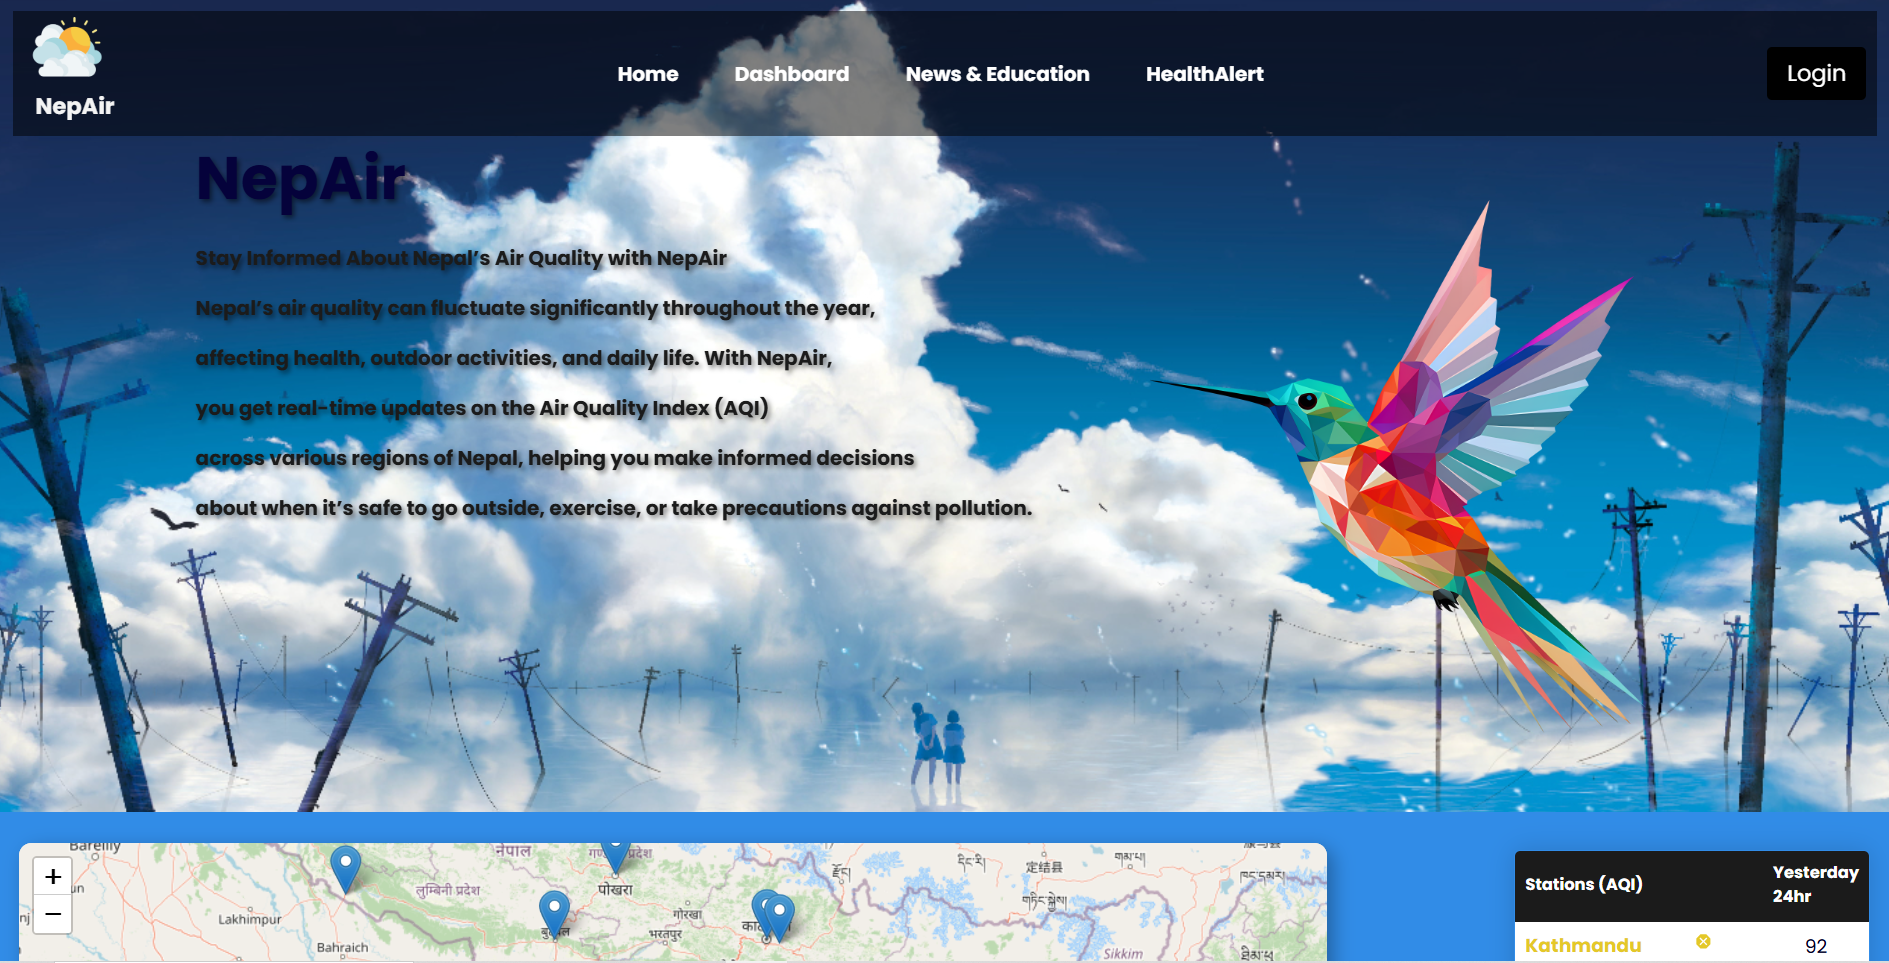 NepAir
Home
Dashboard
News & Education
HealthAlert
Login
NepAir
Stay Informed About Nepal's Air Quality with NepAir
Nepal's air quality can fluctuate significantly throughout the year,
affecting health, outdoor activities, and daily life. With NepAir,
you get real-time updates on the Air Quality Index (AQI)
across various regions of Nepal, helping you make informed decisions
about when it's safe to go outside, exercise, or take precautions against pollution.
+
−
Bareilly
Lakhimpur
Bahraich
नेपाल
लुम्बिनी प्रदेश
पोखरा
गोरखा
भरतपुर
定结县
Sikkim
Stations (AQI)
Yesterday
24hr
Kathmandu
92